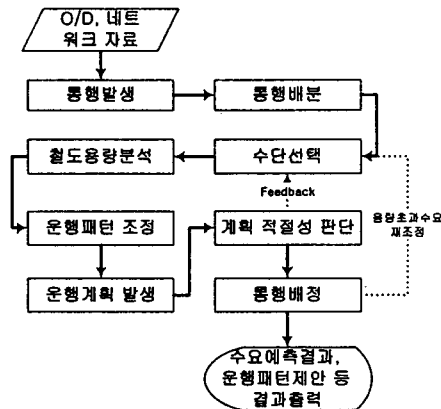 O/D, 네트
워크 자료
통행발생
통행배분
철도용량분석
수단선택
Feedback
용량초과수요
재조정
운행패턴 조정
계획 적절성 판단
운행계획 발생
통행배정
수요예측결과,
운행패턴제안 등
결과출력